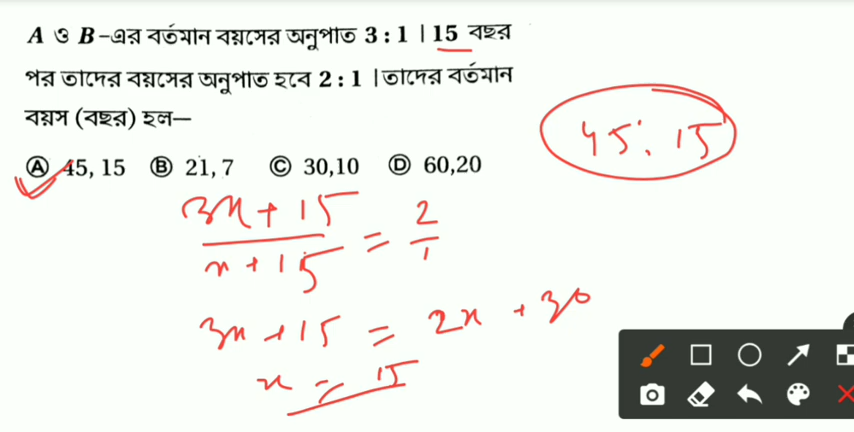 A ও B-এর বর্তমান বয়সের অনুপাত 3 : 1 । 15 বছর
পর তাদের বয়সের অনুপাত হবে 2 : 1 । তাদের বর্তমান
বয়স (বছর) হল—
Ⓐ 45, 15 Ⓑ 21, 7 Ⓒ 30,10 Ⓓ 60,20
45 : 15
3x + 15 / x + 15 = 2 / 1
3x + 15 = 2x + 30
x = 15